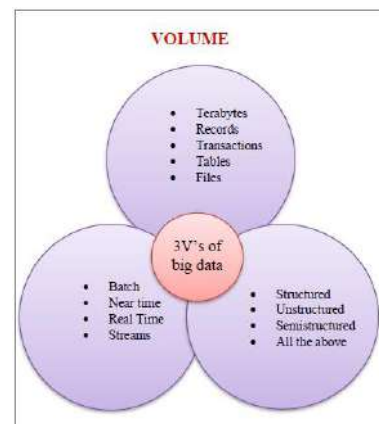 VOLUME
• Terabytes
• Records
• Transactions
• Tables
• Files
3V's of
big data
• Batch
• Near time
• Real Time
• Streams
• Structured
• Unstructured
• Semistructured
• All the above